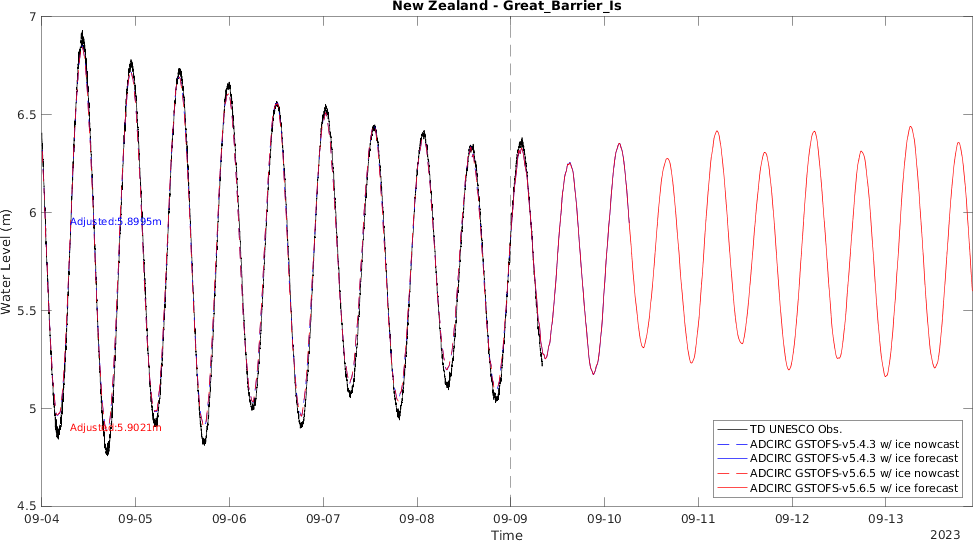 New Zealand - Great_Barrier_Is
7
6.5
6
5.5
5
4.5
Water Level (m)
Adjusted:5.8995m
Adjusted:5.9021m
TD UNESCO Obs.
ADCIRC GSTOFS-v5.4.3 w/ ice nowcast
ADCIRC GSTOFS-v5.4.3 w/ ice forecast
ADCIRC GSTOFS-v5.6.5 w/ ice nowcast
ADCIRC GSTOFS-v5.6.5 w/ ice forecast
09-04 09-05 09-06 09-07 09-08 09-09 09-10 09-11 09-12 09-13
Time
2023